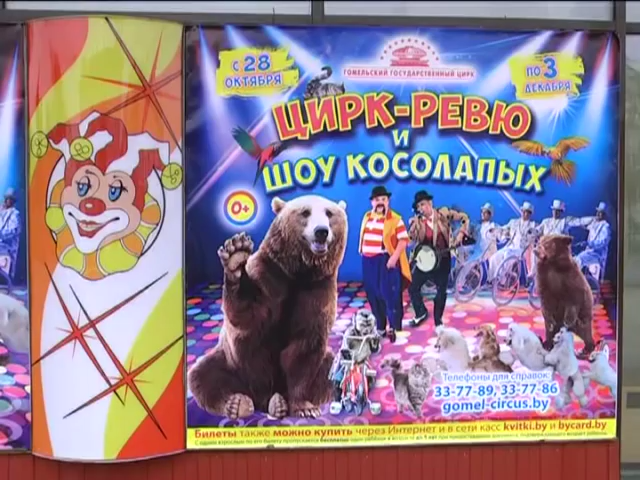 ГОМЕЛЬСКИЙ ГОСУДАРСТВЕННЫЙ ЦИРК
С 28
ОКТЯБРЯ
ПО 3
ДЕКАБРЯ
ЦИРК-РЕВЮ
И
ШОУ КОСОЛАПЫХ
0+
Телефоны для справок:
33-77-89, 33-77-86
gomel-circus.by
Билеты также можно купить через Интернет и в сети касс kvitki.by и bycard.by